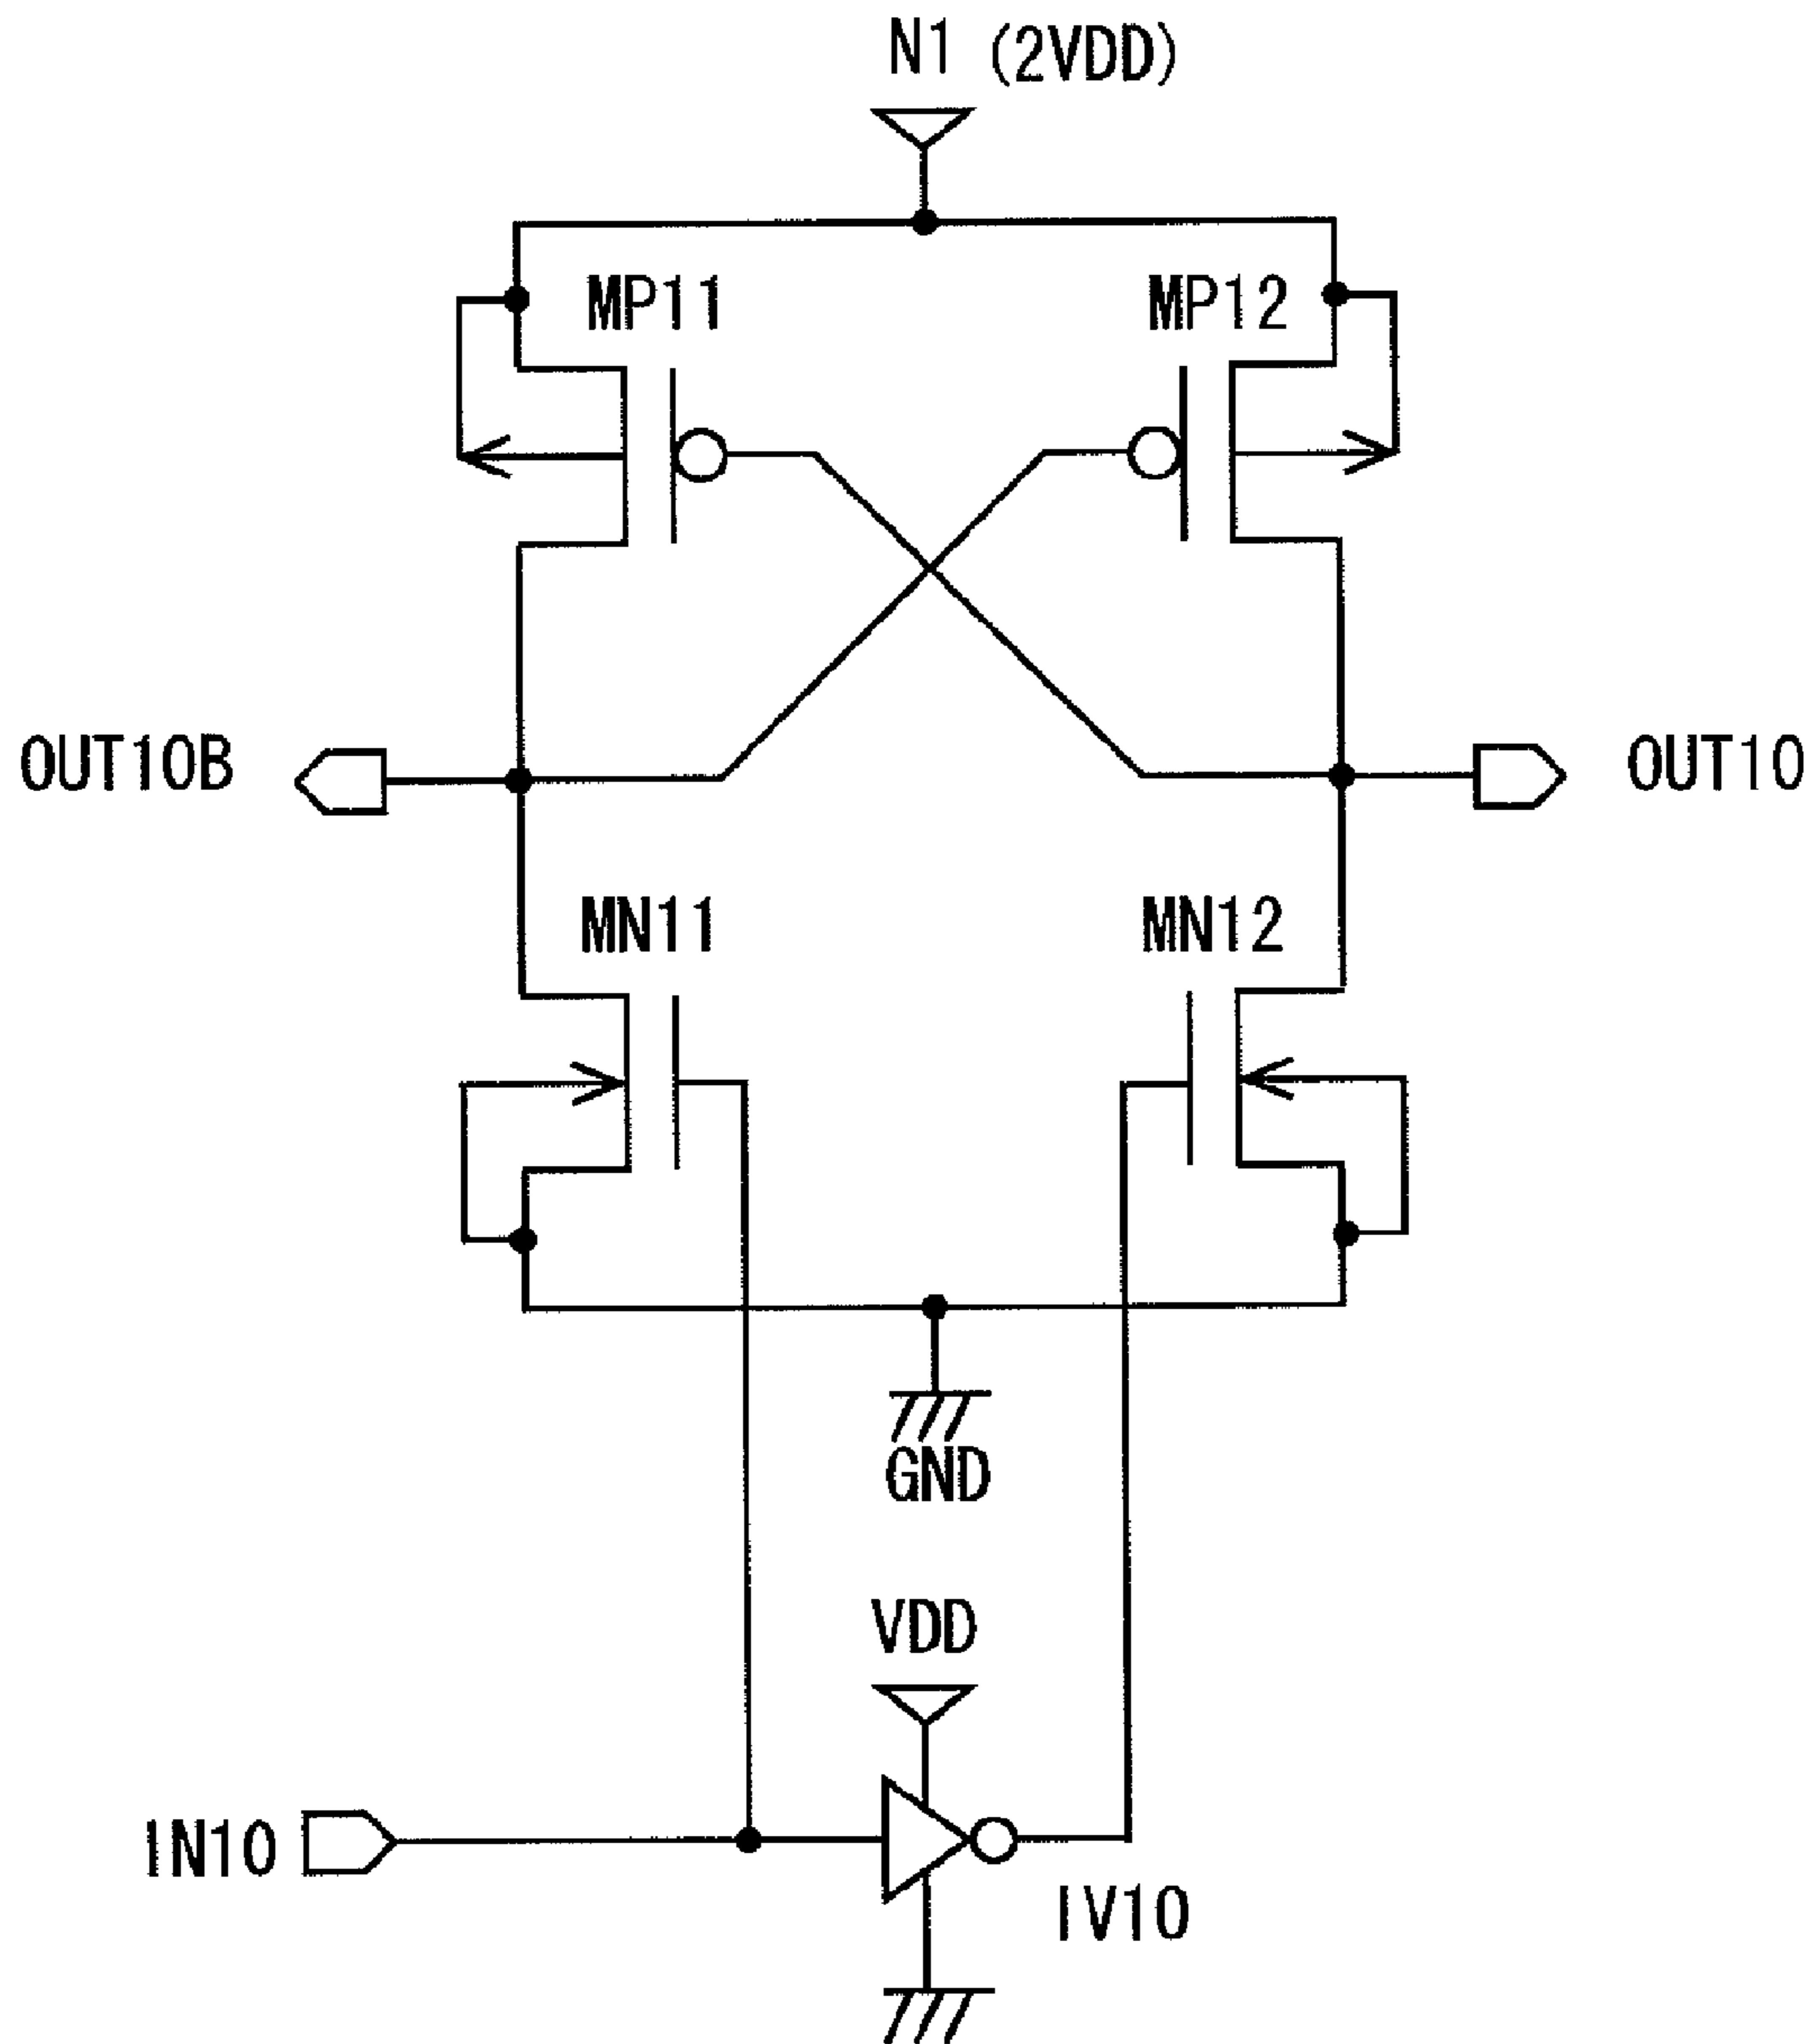 N1 (2VDD)
MP11
MP12
OUT10B
OUT10
MN11
MN12
GND
VDD
IN10
IV10